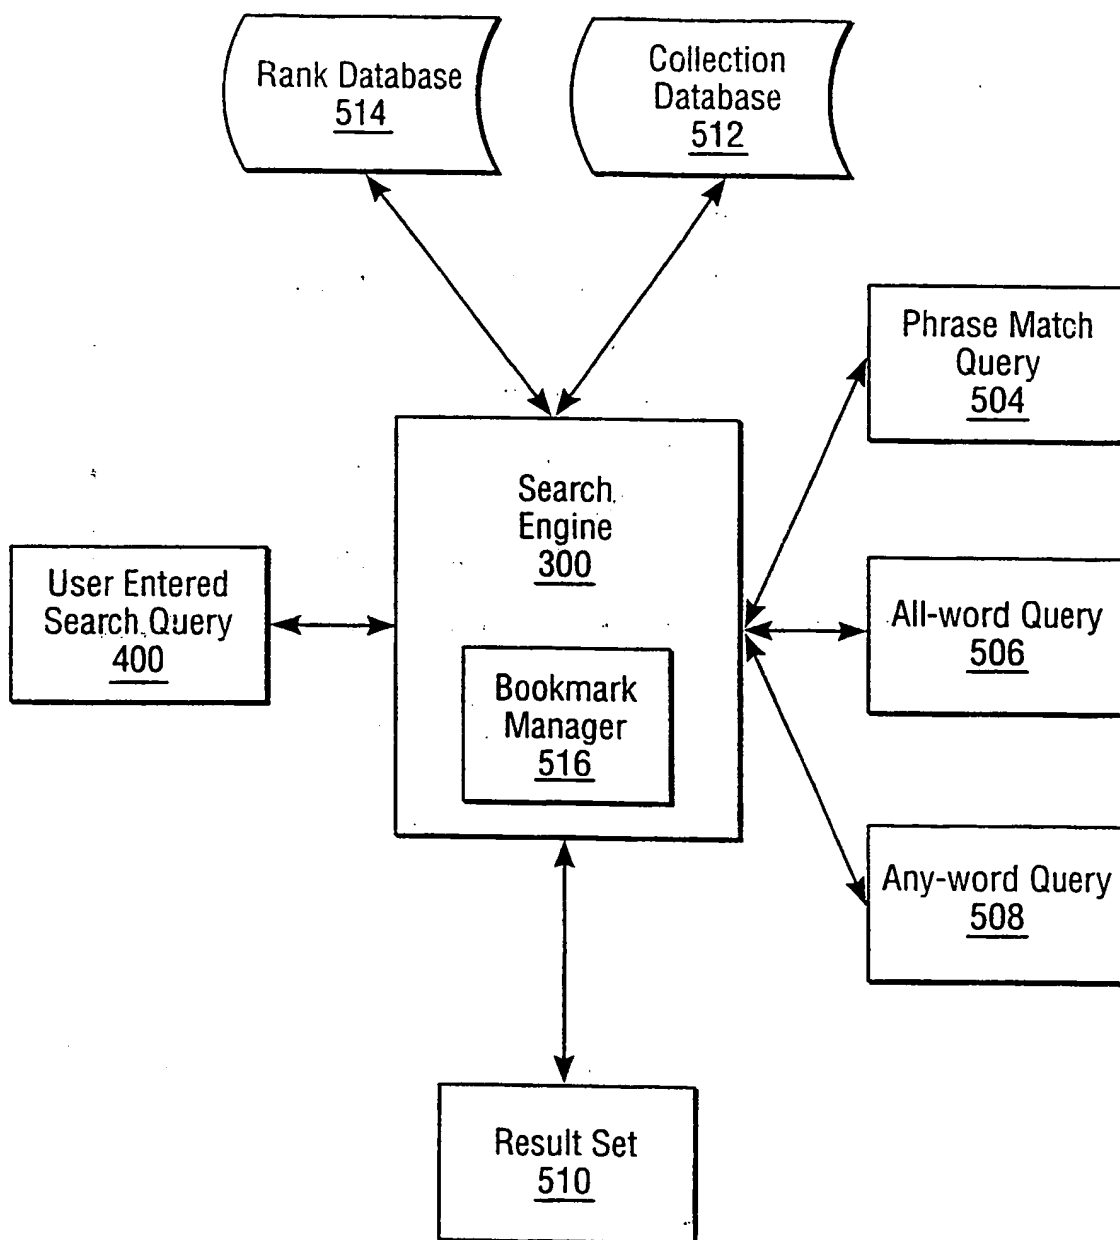 Rank Database
514
Collection
Database
512
Phrase Match
Query
504
Search
Engine
300
User Entered
Search Query
400
All-word Query
506
Bookmark
Manager
516
Any-word Query
508
Result Set
510